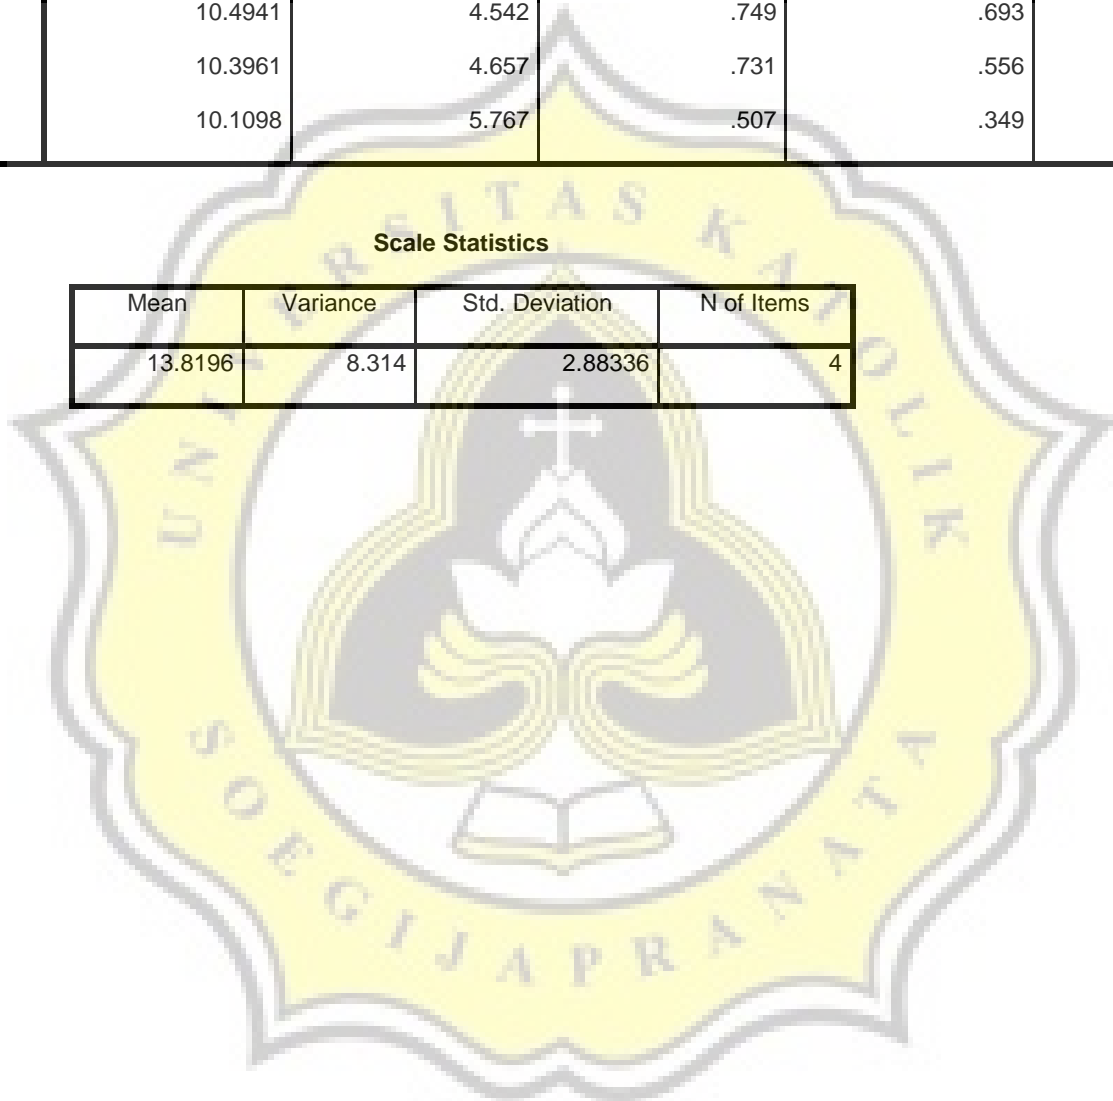 10.4941 4.542 .749 .693
10.3961 4.657 .731 .556
10.1098 5.767 .507 .349
Scale Statistics
Mean Variance Std. Deviation N of Items
13.8196 8.314 2.88336 4
UNIVERSITAS KATOLIK
SOEGIJAPRANATA